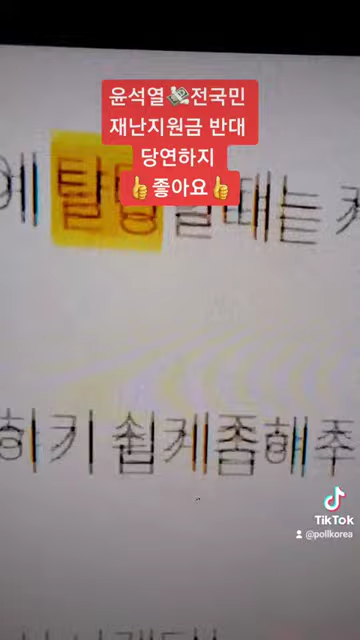 윤석열💸전국민
재난지원금 반대
당연하지
👍좋아요👍
에 탈당할때는
하기 쉽게좀해주
TikTok
@pollkorea